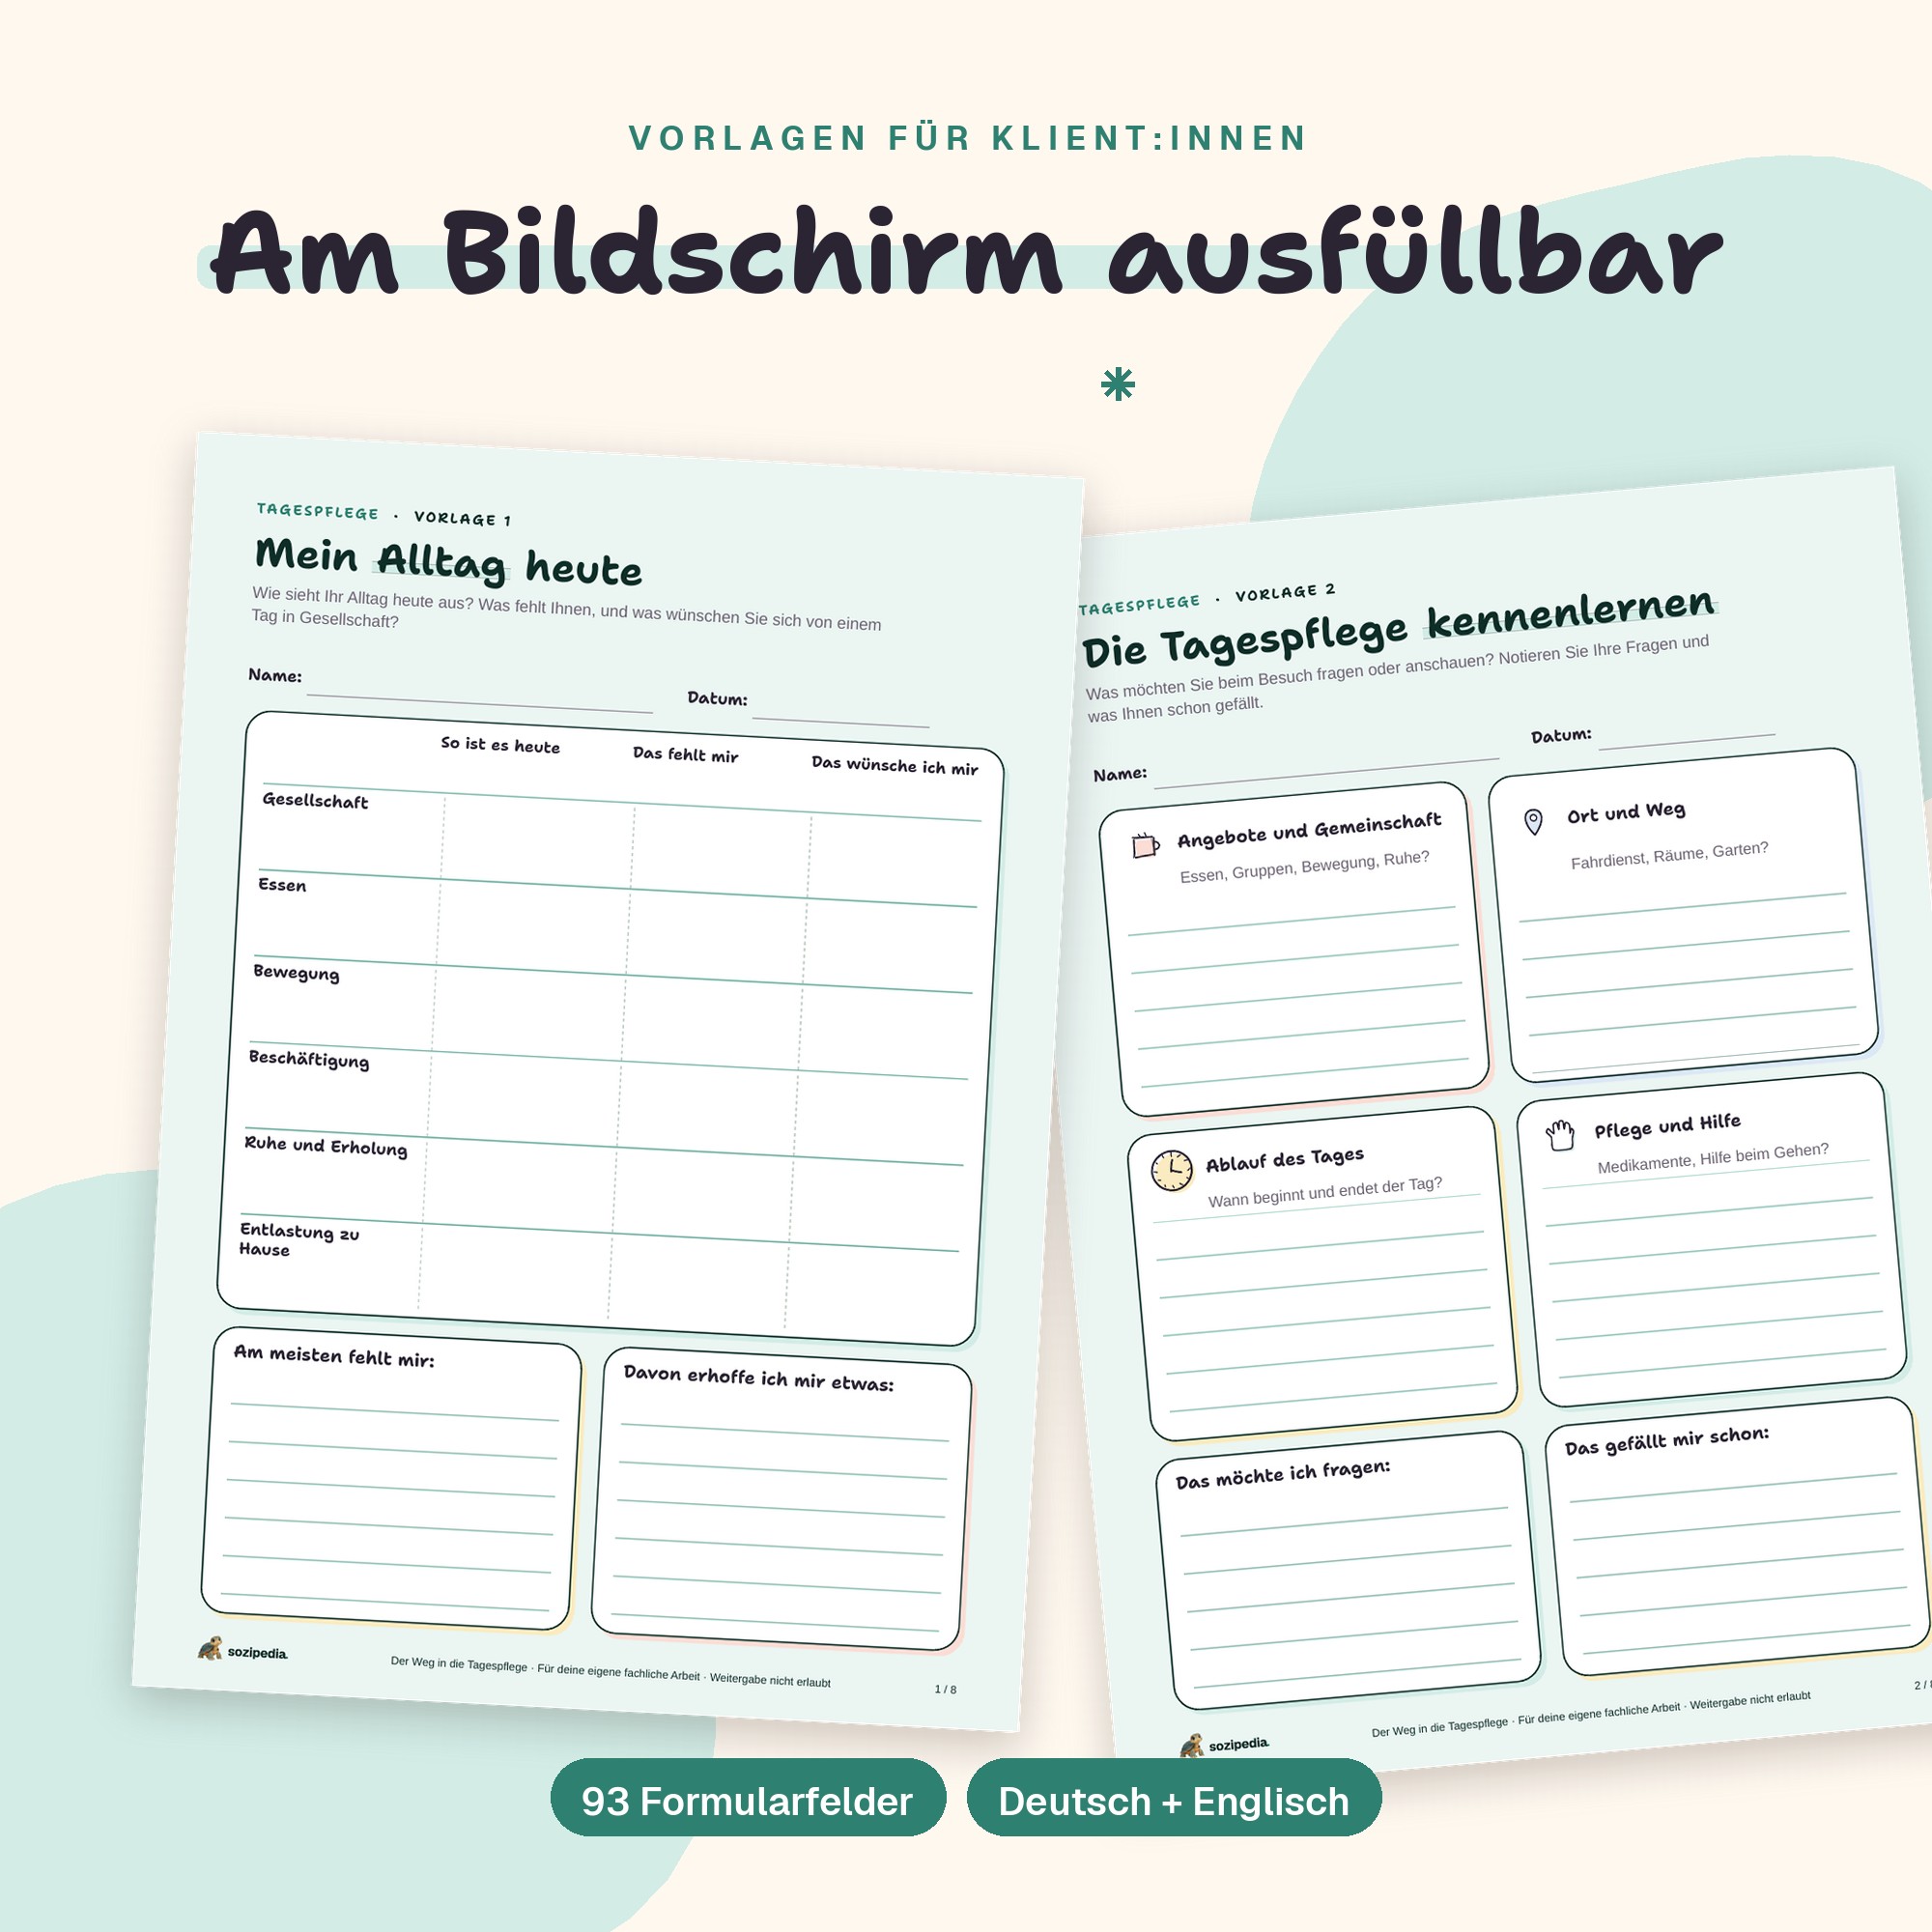 VORLAGEN FÜR KLIENT:INNEN
Am Bildschirm ausfüllbar
TAGESPFLEGE · VORLAGE 1
Mein Alltag heute
Wie sieht Ihr Alltag heute aus? Was fehlt Ihnen, und was wünschen Sie sich von einem
Tag in Gesellschaft?
Name:
Datum:
So ist es heute
Das fehlt mir
Das wünsche ich mir
Gesellschaft
Essen
Bewegung
Beschäftigung
Ruhe und Erholung
Entlastung zu
Hause
Am meisten fehlt mir:
Davon erhoffe ich mir etwas:
sozipedia.
Der Weg in die Tagespflege · Für deine eigene fachliche Arbeit · Weitergabe nicht erlaubt
1 / 8
TAGESPFLEGE · VORLAGE 2
Die Tagespflege kennenlernen
Was möchten Sie beim Besuch fragen oder anschauen? Notieren Sie Ihre Fragen und
was Ihnen schon gefällt.
Name:
Datum:
Angebote und Gemeinschaft
Essen, Gruppen, Bewegung, Ruhe?
Ort und Weg
Fahrdienst, Räume, Garten?
Ablauf des Tages
Wann beginnt und endet der Tag?
Pflege und Hilfe
Medikamente, Hilfe beim Gehen?
Das möchte ich fragen:
Das gefällt mir schon:
sozipedia.
Der Weg in die Tagespflege · Für deine eigene fachliche Arbeit · Weitergabe nicht erlaubt
2 / 8
93 Formularfelder
Deutsch + Englisch